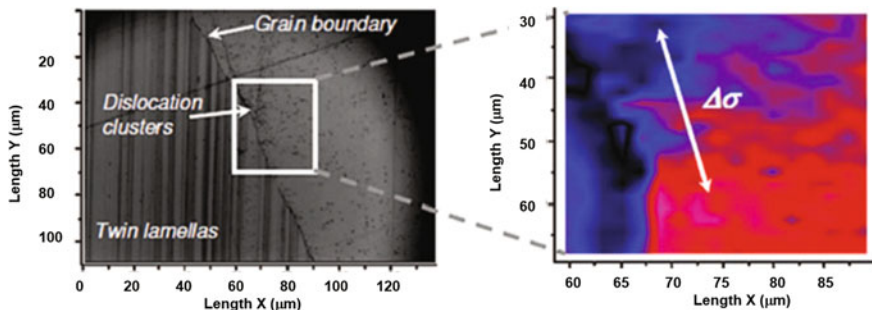 Grain boundary
Dislocation
clusters
Twin lamellas
Length Y (μm)
20
40
60
80
100
0
20
40
60
80
100
120
Length X (μm)
Δσ
Length Y (μm)
30
40
50
60
60
65
70
75
80
85
Length X (μm)